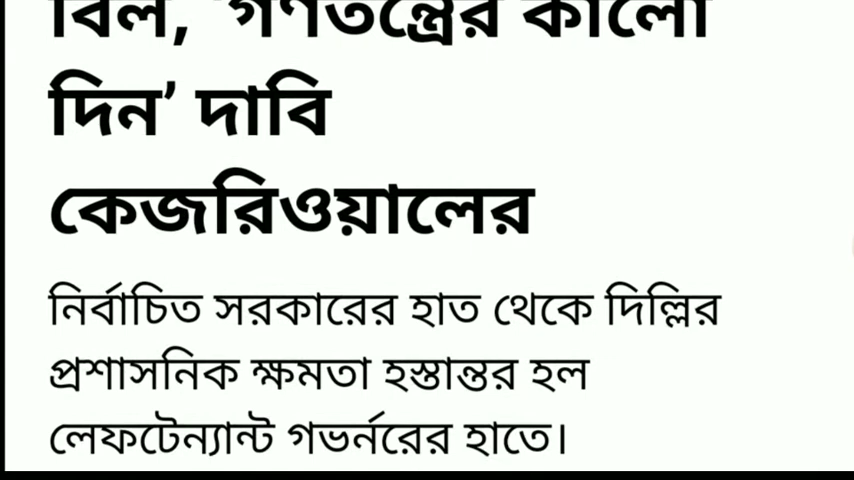 বিল, ‘গণতন্ত্রের কালো
দিন’ দাবি
কেজরিওয়ালের
নির্বাচিত সরকারের হাত থেকে দিল্লির
প্রশাসনিক ক্ষমতা হস্তান্তর হল
লেফটেন্যান্ট গভর্নরের হাতে।